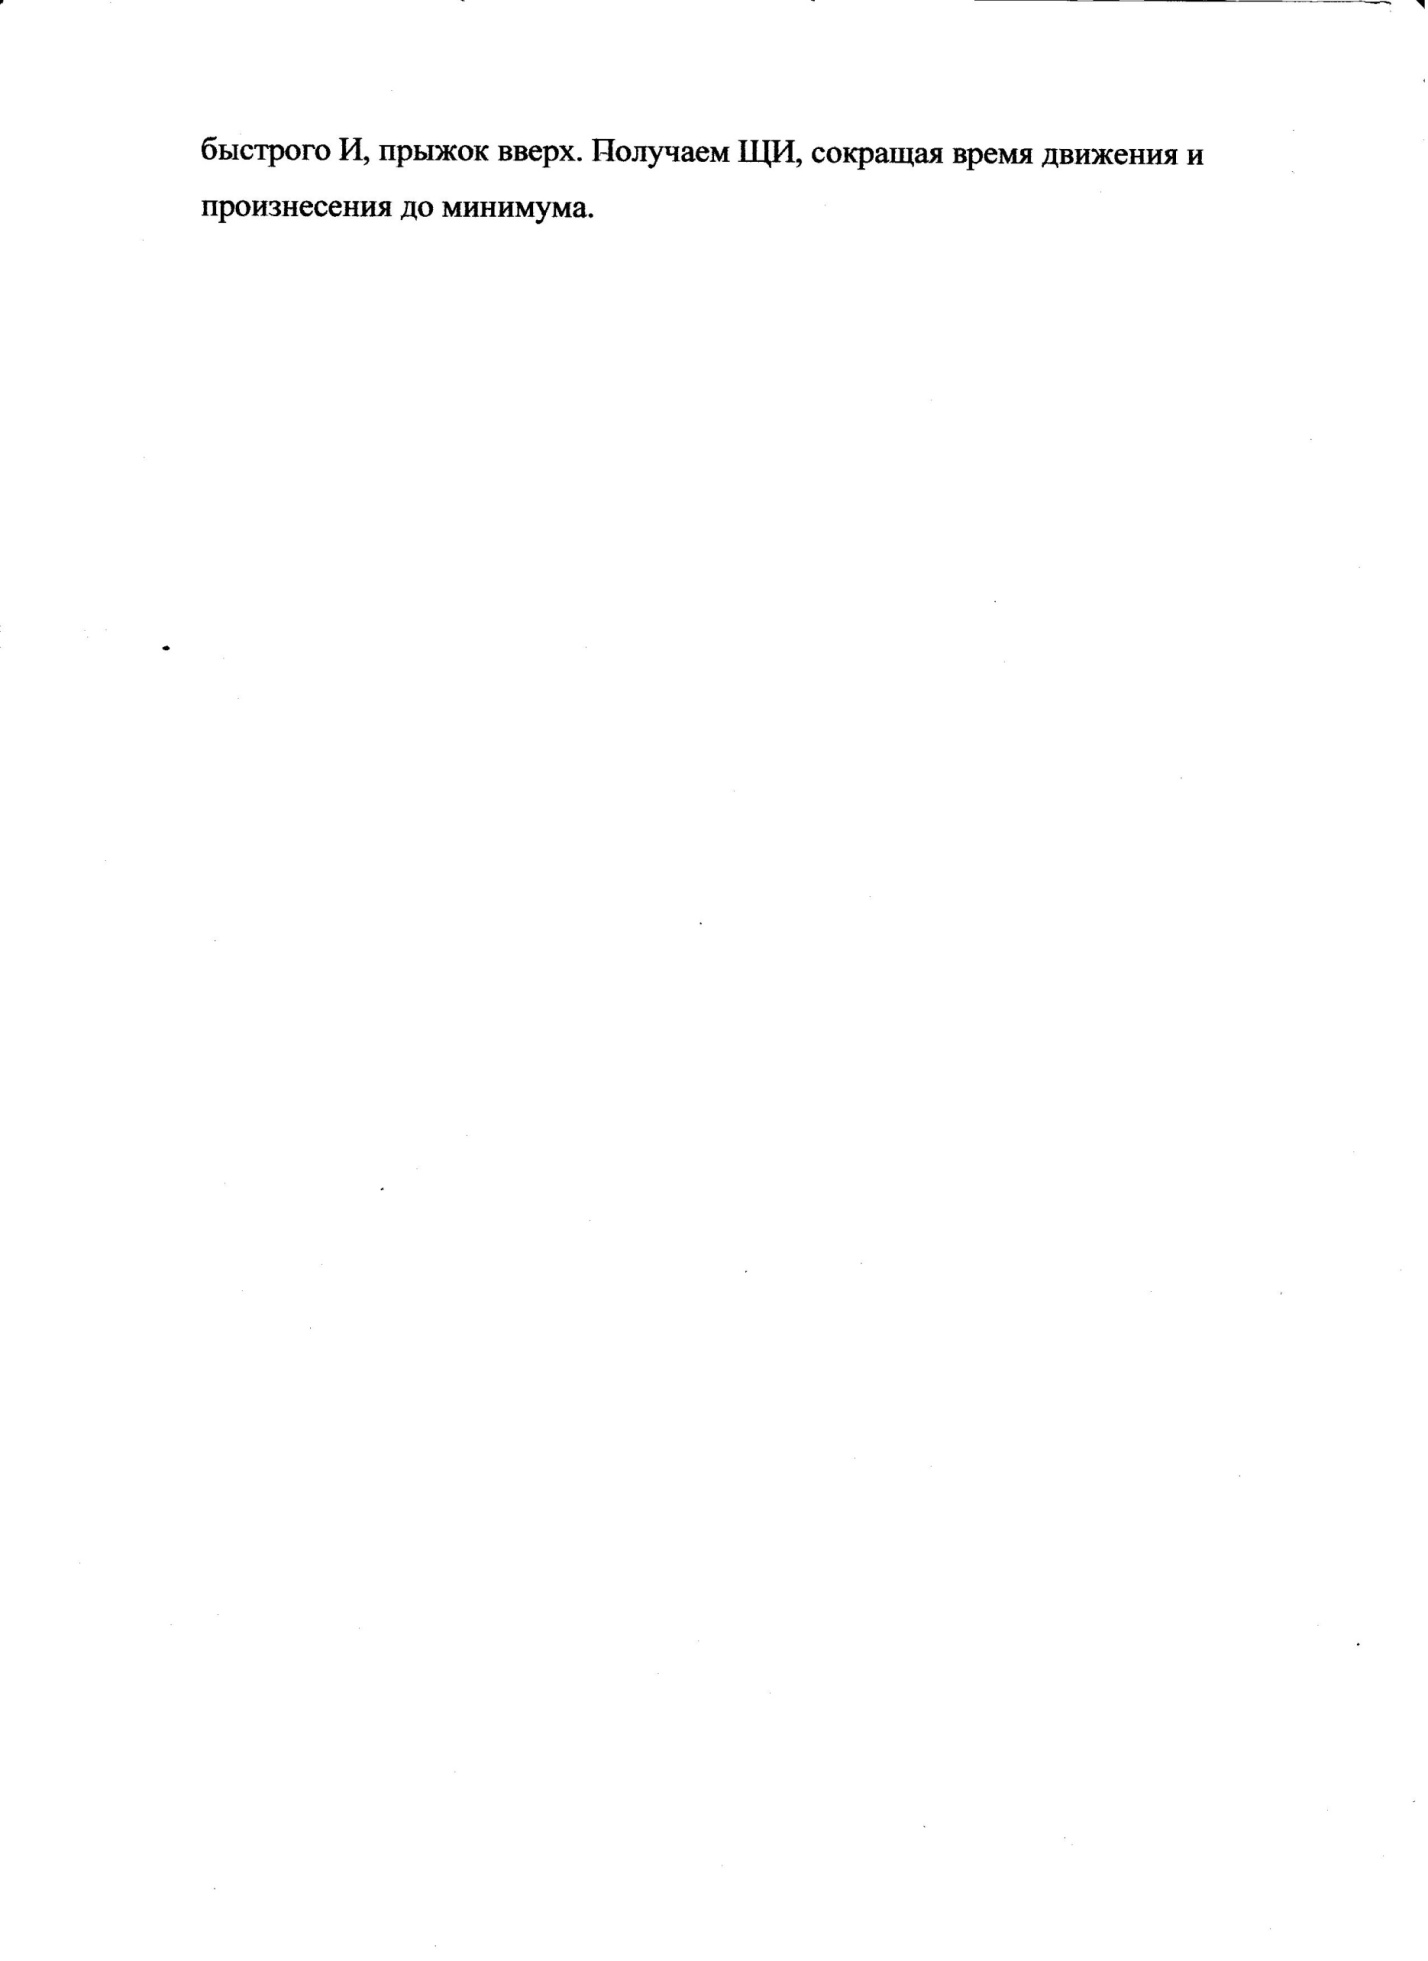 быстрого И, прыжок вверх. Получаем ЩИ, сокращая время движения и
произнесения до минимума.